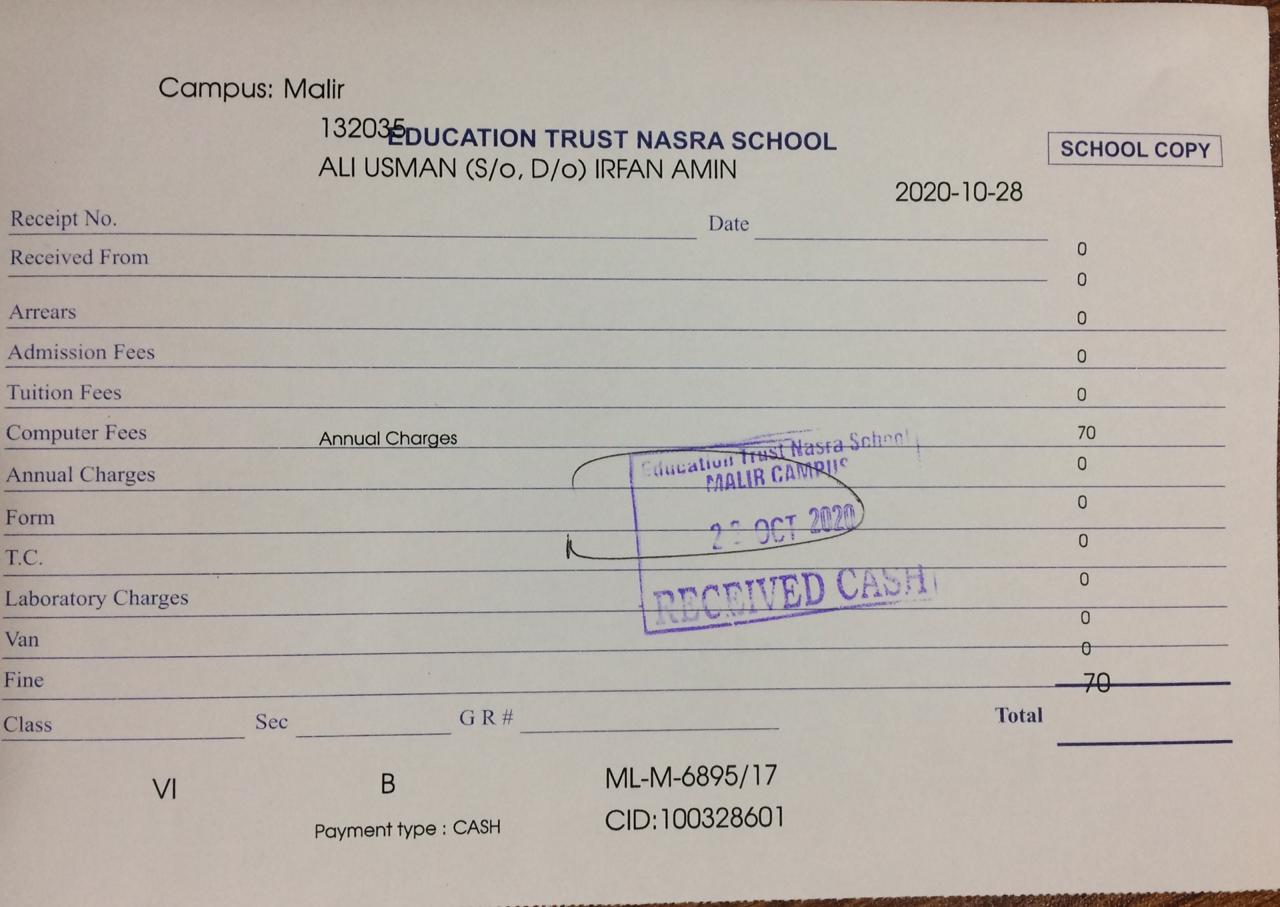 Campus: Malir
132035
EDUCATION TRUST NASRA SCHOOL
SCHOOL COPY
ALI USMAN (S/o, D/o) IRFAN AMIN
2020-10-28
Receipt No. Date
0
Received From
0
Arrears 0
Admission Fees 0
Tuition Fees 0
Computer Fees Annual Charges 70
Education Trust Nasra School
MALIR CAMPUS
Annual Charges 0
Form 0
OCT 2020
T.C. 0
Laboratory Charges 0
RECEIVED CASH
Van 0
0
Fine 70
Class Sec G R # Total
VI B ML-M-6895/17
Payment type : CASH CID:100328601